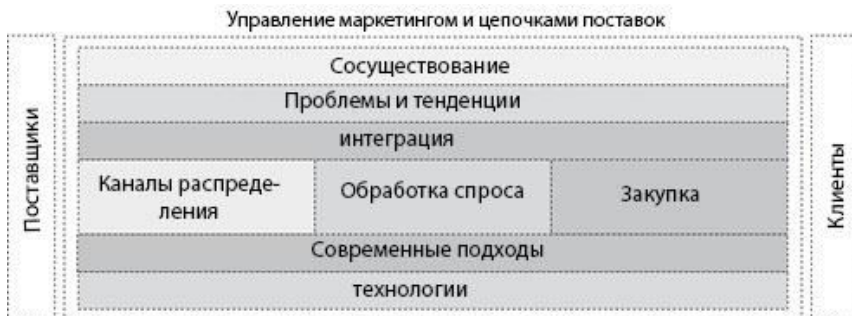 Управление маркетингом и цепочками поставок
Поставщики
Сосуществование
Проблемы и тенденции
интеграция
Каналы распреде-
ления
Обработка спроса
Закупка
Современные подходы
технологии
Клиенты